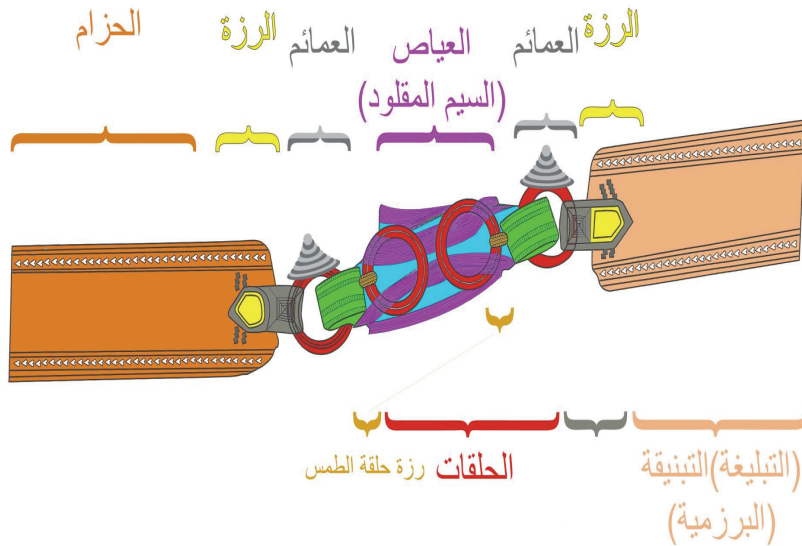 الرزة
العمائم
العياص
(السيم المقلود)
العمائم
الرزة
الحزام
(التبليغة)التبنيقة
(البرزمية)
الحلقات
رزة حلقة الطمس